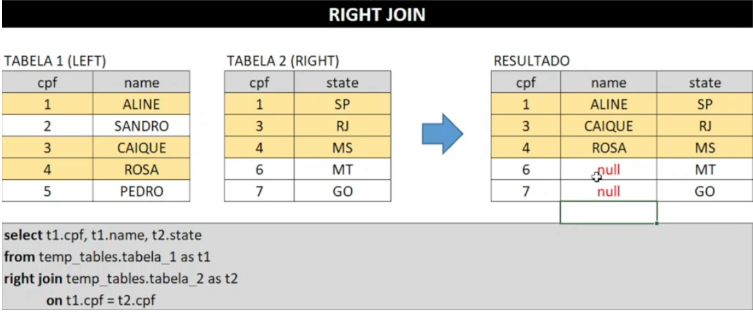 RIGHT JOIN
TABELA 1 (LEFT)
cpf name
1 ALINE
2 SANDRO
3 CAIQUE
4 ROSA
5 PEDRO
TABELA 2 (RIGHT)
cpf state
1 SP
3 RJ
4 MS
6 MT
7 GO
RESULTADO
cpf name state
1 ALINE SP
3 CAIQUE RJ
4 ROSA MS
6 null MT
7 null GO
select t1.cpf, t1.name, t2.state
from temp_tables.tabela_1 as t1
right join temp_tables.tabela_2 as t2
on t1.cpf = t2.cpf